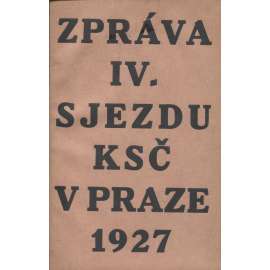 ZPRÁVA
IV.
SJEZDU
KSČ
V PRAZE
1927